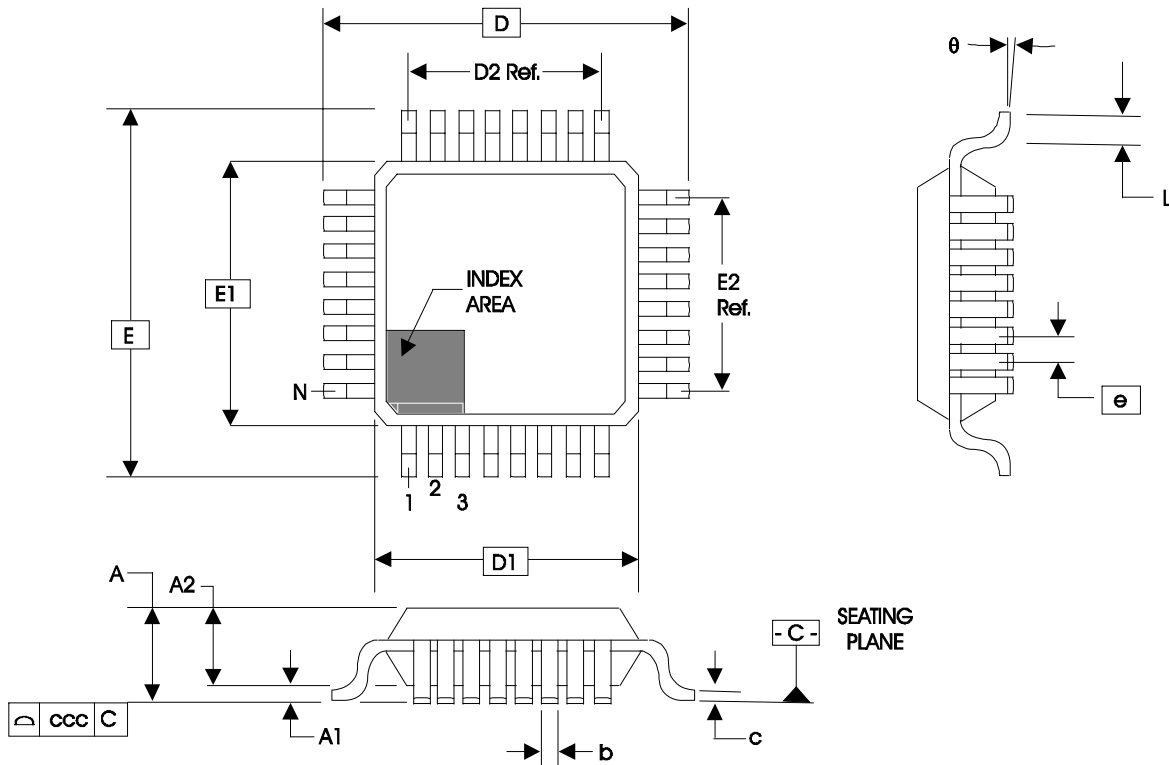 D
θ
D2 Ref.
L
E1
INDEX
AREA
E2
Ref.
E
N
e
1
2
3
D1
A
A2
SEATING
PLANE
- C -
ccc C
A1
b
c